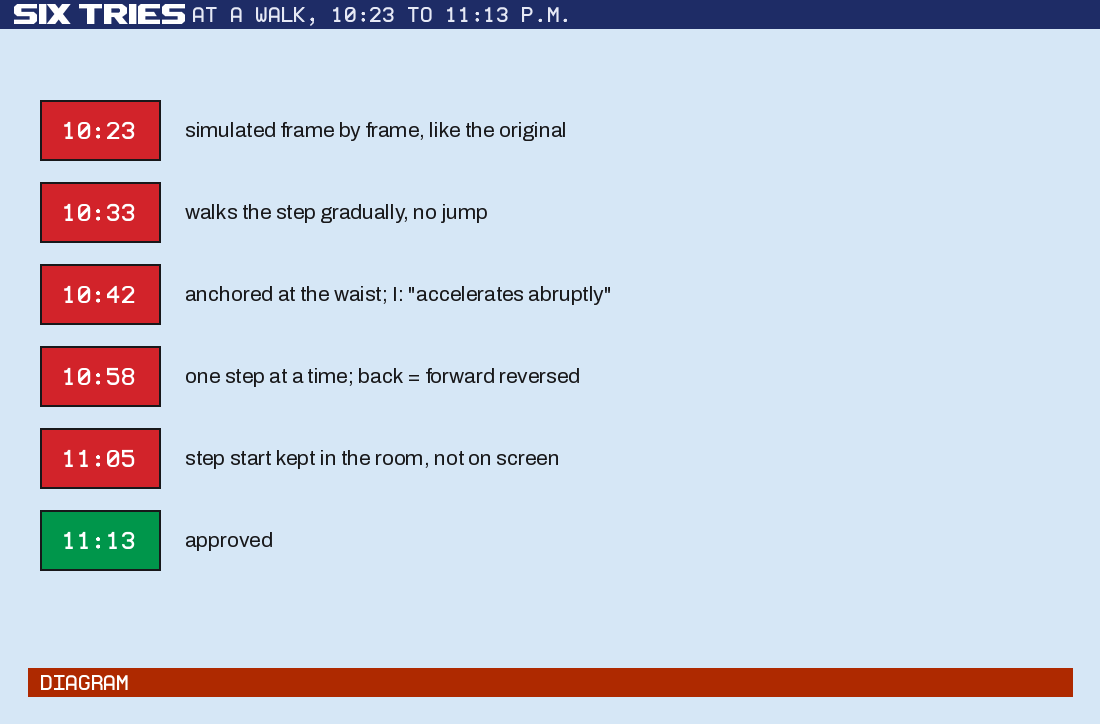 SIX TRIES AT A WALK, 10:23 TO 11:13 P.M.
10:23 simulated frame by frame, like the original
10:33 walks the step gradually, no jump
10:42 anchored at the waist; I: "accelerates abruptly"
10:58 one step at a time; back = forward reversed
11:05 step start kept in the room, not on screen
11:13 approved
DIAGRAM